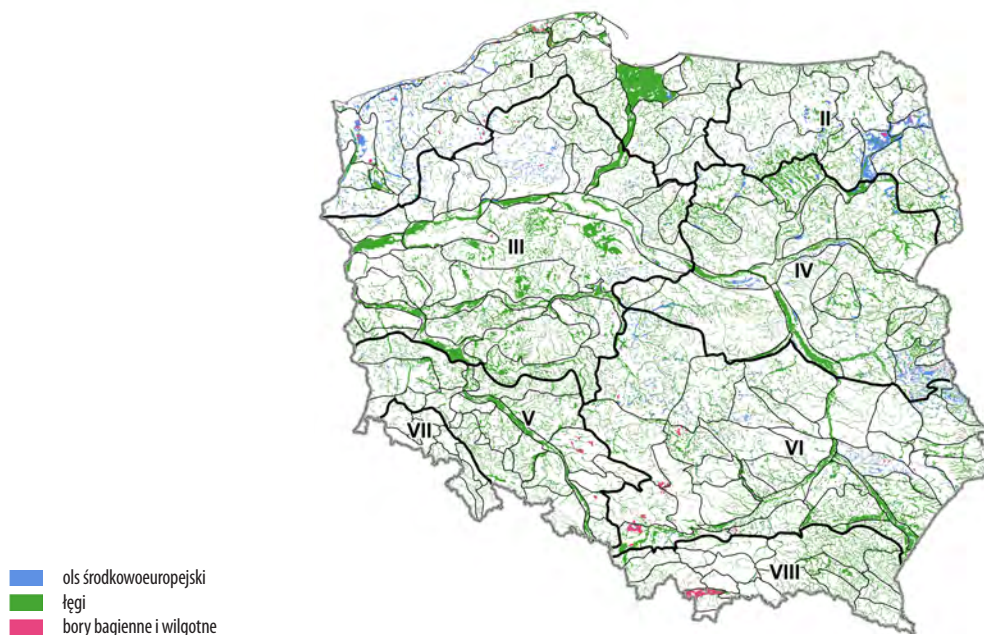 I
II
III
IV
V
VI
VII
VIII
ols środkowoeuropejski
łęgi
bory bagienne i wilgotne